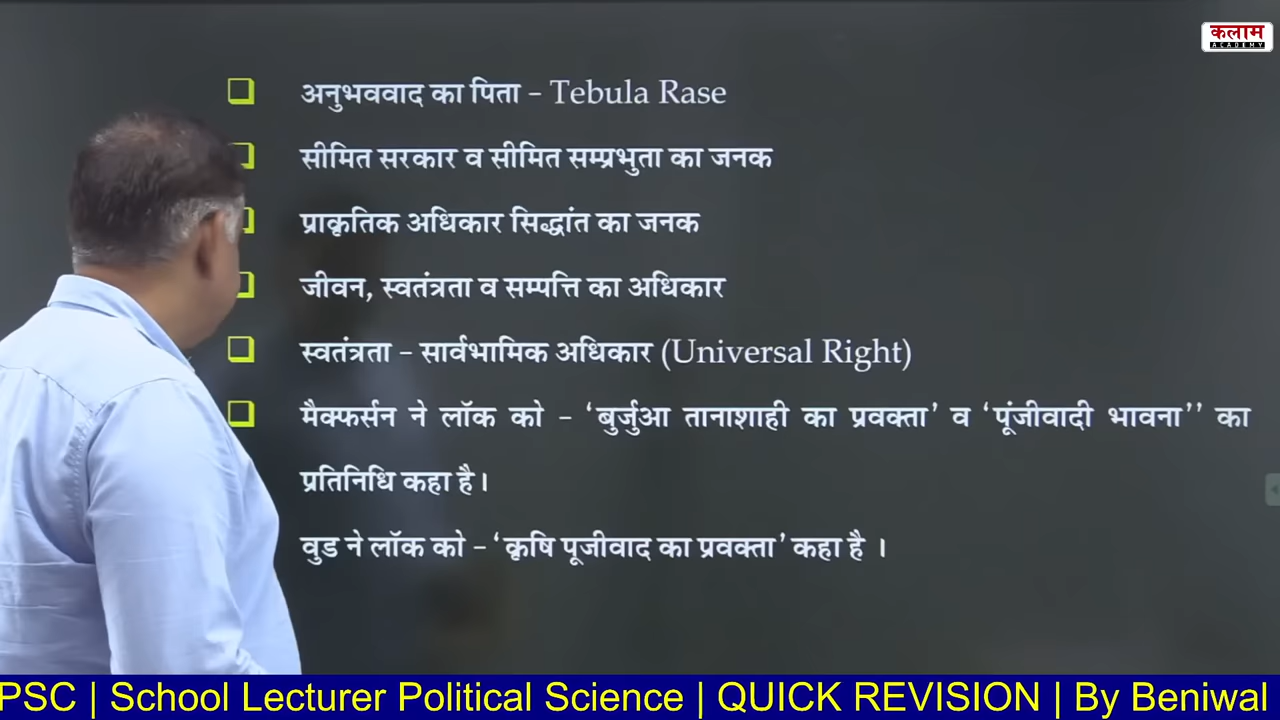 कलाम
ACADEMY
अनुभववाद का पिता – Tebula Rase
सीमित सरकार व सीमित सम्प्रभुता का जनक
प्राकृतिक अधिकार सिद्धांत का जनक
जीवन, स्वतंत्रता व सम्पत्ति का अधिकार
स्वतंत्रता – सार्वभामिक अधिकार (Universal Right)
मैक्फर्सन ने लॉक को – ‘बुर्जुआ तानाशाही का प्रवक्ता’ व ‘पूंजीवादी भावना’’ का
प्रतिनिधि कहा है।
वुड ने लॉक को – ‘कृषि पूजीवाद का प्रवक्ता’ कहा है ।
PSC | School Lecturer Political Science | QUICK REVISION | By Beniwal